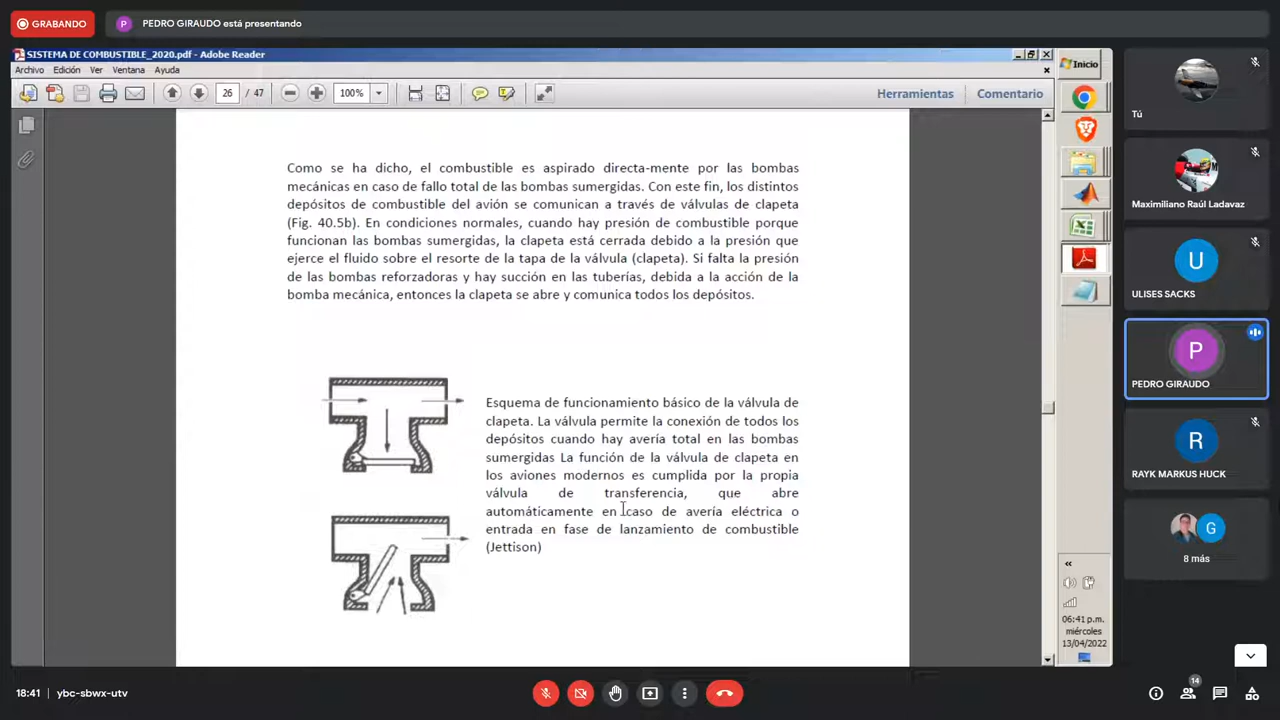 GRABANDO
P
PEDRO GIRAUDO está presentando
SISTEMA DE COMBUSTIBLE_2020.pdf - Adobe Reader
Archivo Edición Ver Ventana Ayuda
26 / 47
100%
Herramientas
Comentario
Como se ha dicho, el combustible es aspirado directa-mente por las bombas
mecánicas en caso de fallo total de las bombas sumergidas. Con este fin, los distintos
depósitos de combustible del avión se comunican a través de válvulas de clapeta
(Fig. 40.5b). En condiciones normales, cuando hay presión de combustible porque
funcionan las bombas sumergidas, la clapeta está cerrada debido a la presión que
ejerce el fluido sobre el resorte de la tapa de la válvula (clapeta). Si falta la presión
de las bombas reforzadoras y hay succión en las tuberías, debida a la acción de la
bomba mecánica, entonces la clapeta se abre y comunica todos los depósitos.
Esquema de funcionamiento básico de la válvula de
clapeta. La válvula permite la conexión de todos los
depósitos cuando hay avería total en las bombas
sumergidas La función de la válvula de clapeta en
los aviones modernos es cumplida por la propia
válvula de transferencia, que abre
automáticamente en caso de avería eléctrica o
entrada en fase de lanzamiento de combustible
(Jettison)
Inicio
«
06:41 p.m.
miércoles
13/04/2022
Tú
Maximiliano Raúl Ladavaz
U
ULISES SACKS
P
PEDRO GIRAUDO
R
RAYK MARKUS HUCK
G
8 más
18:41
ybc-sbwx-utv
14